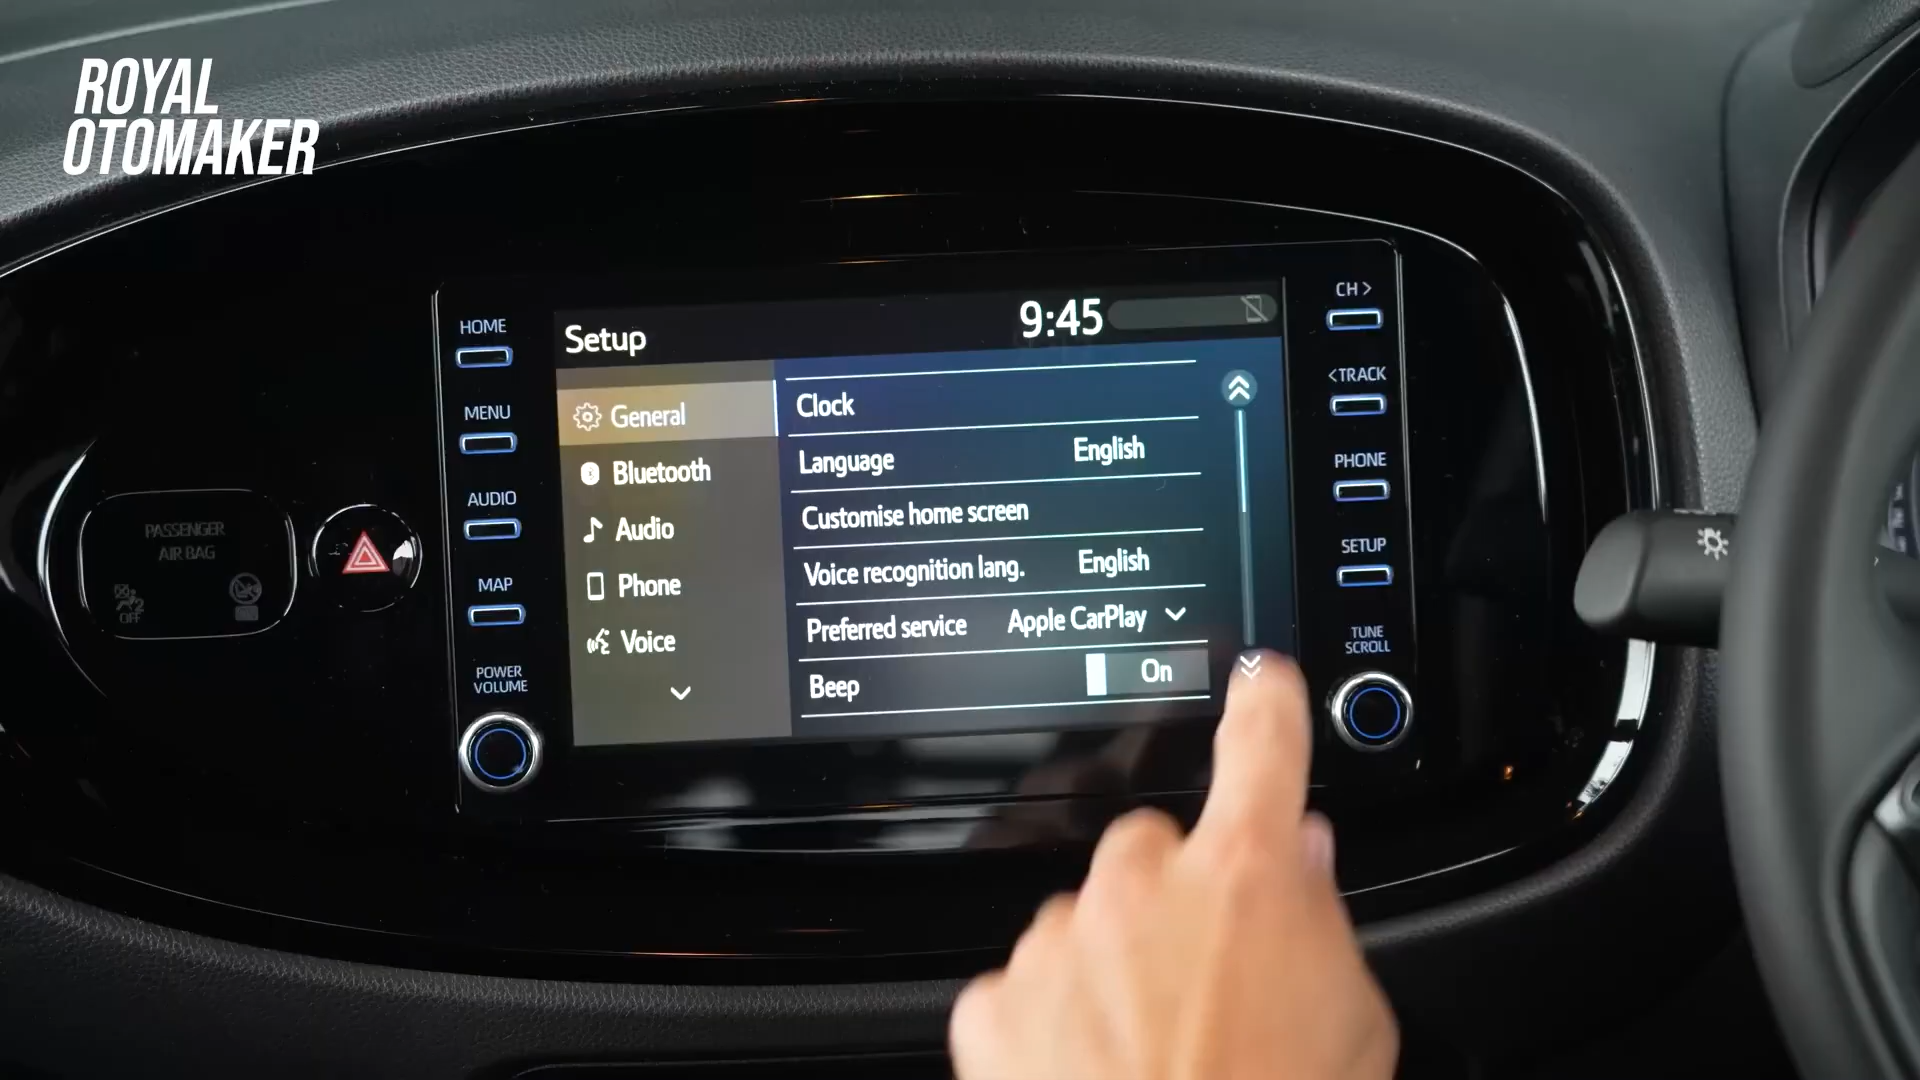 ROYAL
OTOMAKER
HOME
MENU
AUDIO
MAP
POWER
VOLUME
PASSENGER
AIR BAG
OFF
Setup
9:45
General
Bluetooth
Audio
Phone
Voice
Clock
Language English
Customise home screen
Voice recognition lang. English
Preferred service Apple CarPlay
Beep On
CH >
< TRACK
PHONE
SETUP
TUNE
SCROLL